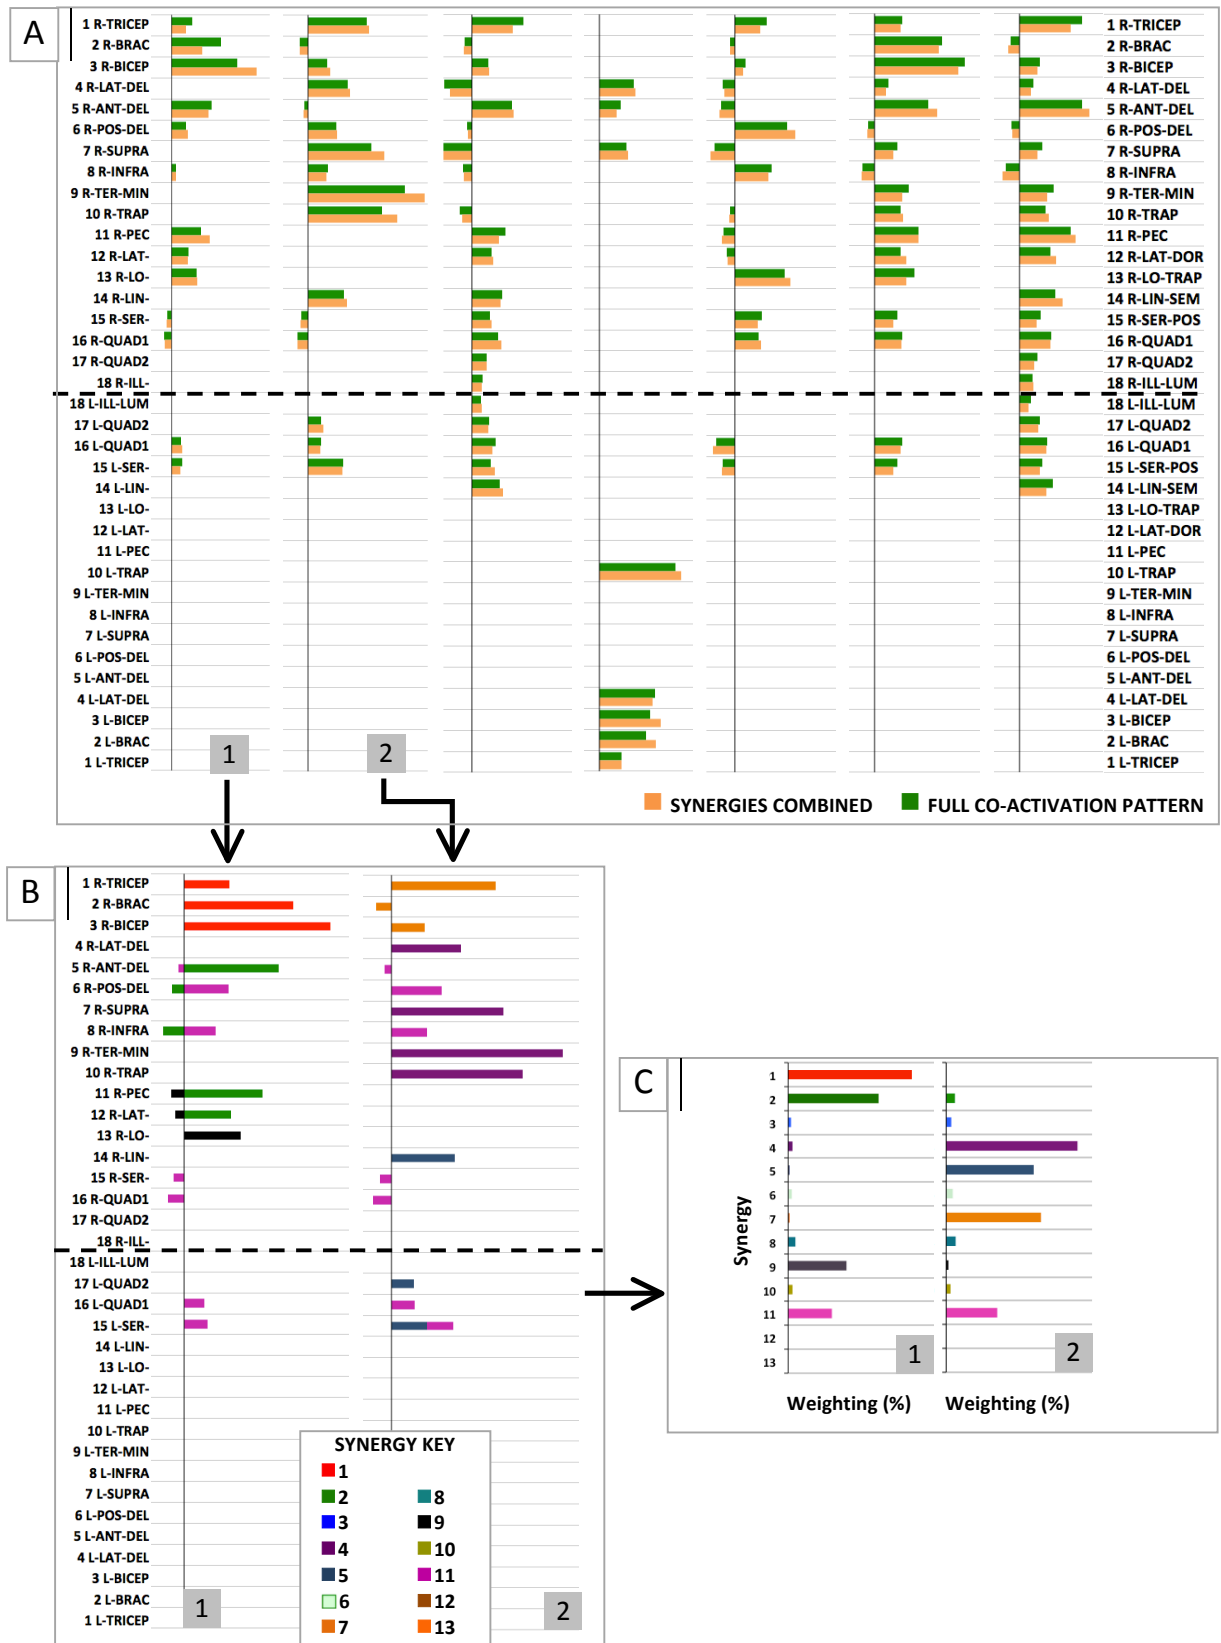 A
1 R-TRICEP
2 R-BRAC
3 R-BICEP
4 R-LAT-DEL
5 R-ANT-DEL
6 R-POS-DEL
7 R-SUPRA
8 R-INFRA
9 R-TER-MIN
10 R-TRAP
11 R-PEC
12 R-LAT-
13 R-LO-
14 R-LIN-
15 R-SER-
16 R-QUAD1
17 R-QUAD2
18 R-ILL-
18 L-ILL-LUM
17 L-QUAD2
16 L-QUAD1
15 L-SER-
14 L-LIN-
13 L-LO-
12 L-LAT-
11 L-PEC
10 L-TRAP
9 L-TER-MIN
8 L-INFRA
7 L-SUPRA
6 L-POS-DEL
5 L-ANT-DEL
4 L-LAT-DEL
3 L-BICEP
2 L-BRAC
1 L-TRICEP
1
2
1 R-TRICEP
2 R-BRAC
3 R-BICEP
4 R-LAT-DEL
5 R-ANT-DEL
6 R-POS-DEL
7 R-SUPRA
8 R-INFRA
9 R-TER-MIN
10 R-TRAP
11 R-PEC
12 R-LAT-DOR
13 R-LO-TRAP
14 R-LIN-SEM
15 R-SER-POS
16 R-QUAD1
17 R-QUAD2
18 R-ILL-LUM
18 L-ILL-LUM
17 L-QUAD2
16 L-QUAD1
15 L-SER-POS
14 L-LIN-SEM
13 L-LO-TRAP
12 L-LAT-DOR
11 L-PEC
10 L-TRAP
9 L-TER-MIN
8 L-INFRA
7 L-SUPRA
6 L-POS-DEL
5 L-ANT-DEL
4 L-LAT-DEL
3 L-BICEP
2 L-BRAC
1 L-TRICEP
SYNERGIES COMBINED
FULL CO-ACTIVATION PATTERN
B
1 R-TRICEP
2 R-BRAC
3 R-BICEP
4 R-LAT-DEL
5 R-ANT-DEL
6 R-POS-DEL
7 R-SUPRA
8 R-INFRA
9 R-TER-MIN
10 R-TRAP
11 R-PEC
12 R-LAT-
13 R-LO-
14 R-LIN-
15 R-SER-
16 R-QUAD1
17 R-QUAD2
18 R-ILL-
18 L-ILL-LUM
17 L-QUAD2
16 L-QUAD1
15 L-SER-
14 L-LIN-
13 L-LO-
12 L-LAT-
11 L-PEC
10 L-TRAP
9 L-TER-MIN
8 L-INFRA
7 L-SUPRA
6 L-POS-DEL
5 L-ANT-DEL
4 L-LAT-DEL
3 L-BICEP
2 L-BRAC
1 L-TRICEP
1
2
SYNERGY KEY
1
2
3
4
5
6
7
8
9
10
11
12
13
C
Synergy
1
2
3
4
5
6
7
8
9
10
11
12
13
1
2
Weighting (%)
Weighting (%)